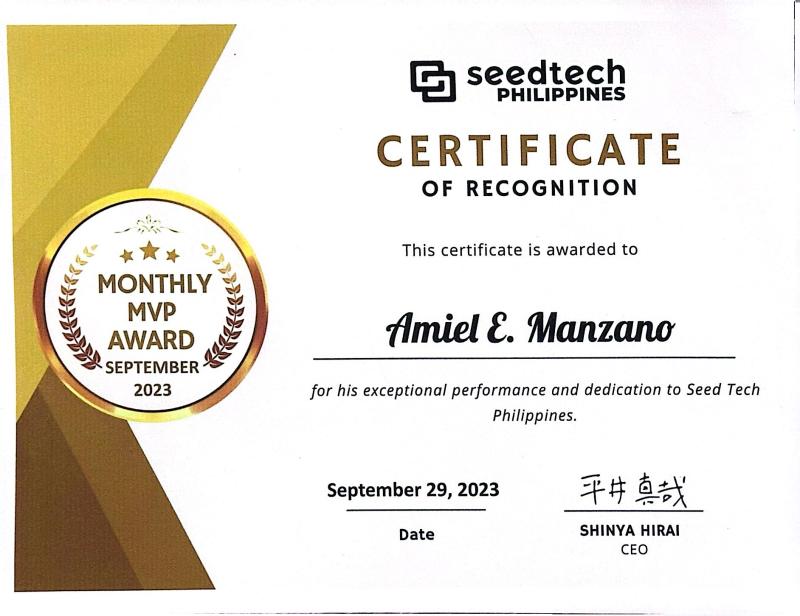 seedtech
PHILIPPINES
CERTIFICATE
OF RECOGNITION
This certificate is awarded to
Amiel E. Manzano
for his exceptional performance and dedication to Seed Tech
Philippines.
MONTHLY
MVP
AWARD
SEPTEMBER
2023
September 29, 2023
Date
平井真哉
SHINYA HIRAI
CEO